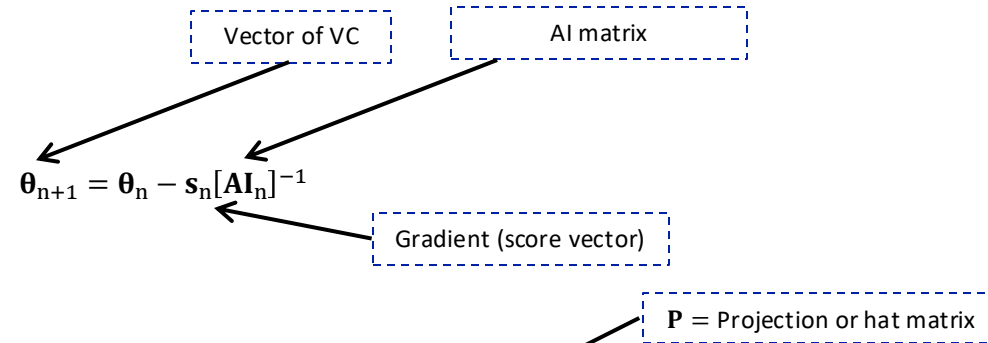 Vector of VC
AI matrix
𝛉ₙ₊₁ = 𝛉ₙ − 𝐬ₙ[𝐀𝐈ₙ]⁻¹
Gradient (score vector)
𝐏 = Projection or hat matrix